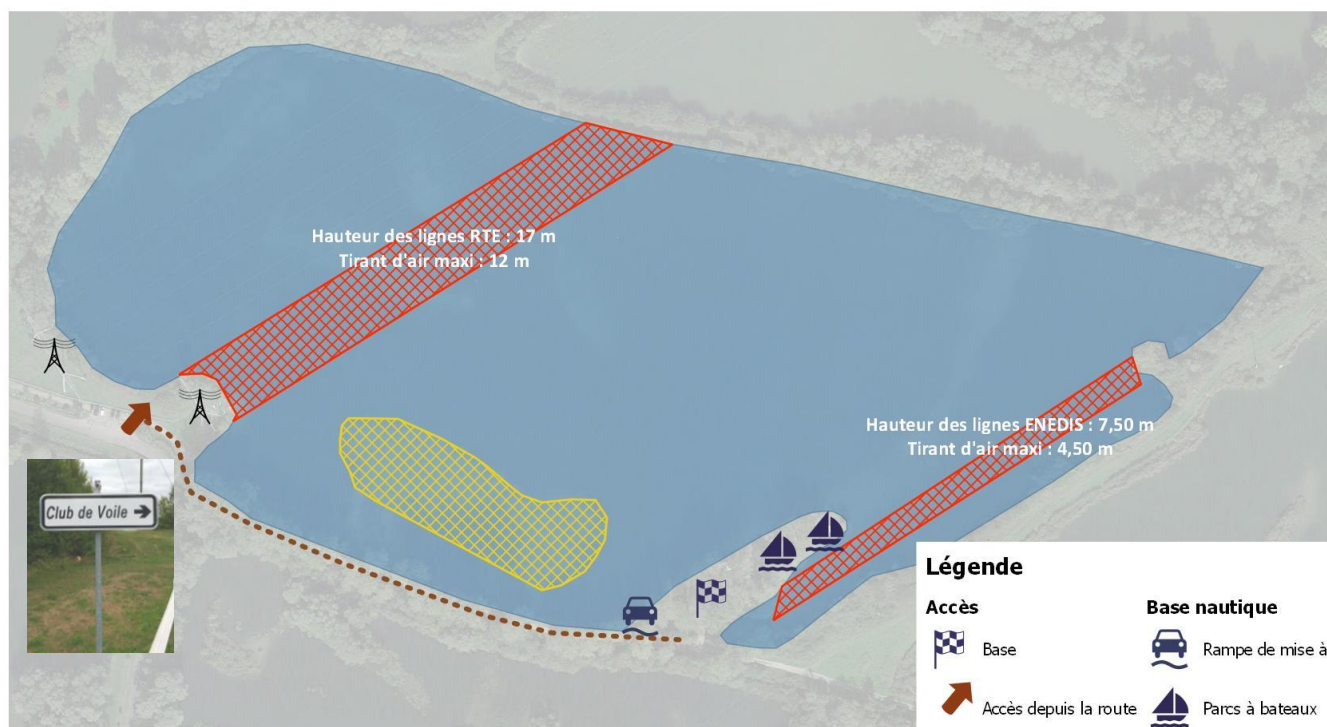 Hauteur des lignes RTE : 17 m
Tirant d'air maxi : 12 m
Hauteur des lignes ENEDIS : 7,50 m
Tirant d'air maxi : 4,50 m
Club de Voile
Légende
Accès
Base nautique
Base
Rampe de mise à
Accès depuis la route
Parcs à bateaux